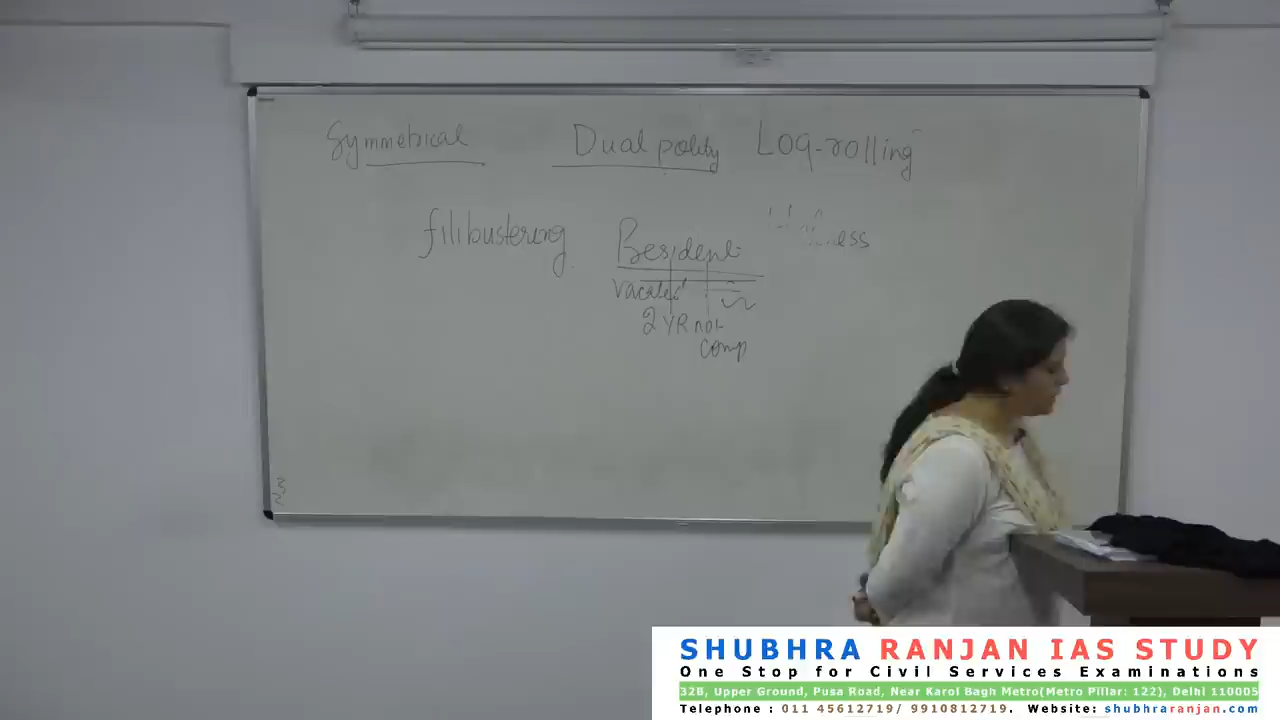 Symmetrical Dual polity Log-rolling
filibustering President
vacated
2 YR not
comp
SHUBHRA RANJAN IAS STUDY
One Stop for Civil Services Examinations
32B, Upper Ground, Pusa Road, Near Karol Bagh Metro(Metro Pillar: 122), Delhi 110005
Telephone : 011 45612719/ 9910812719. Website: shubhraranjan.com